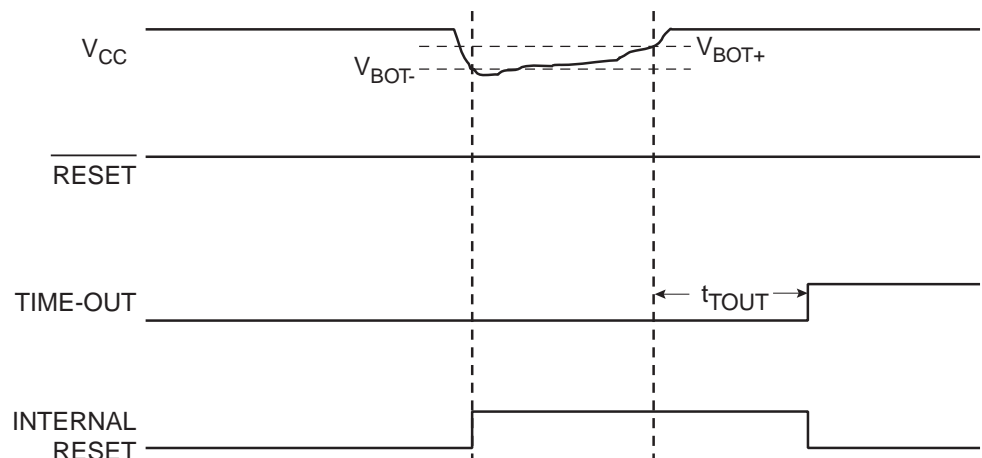 VCC
VBOT-
VBOT+
RESET
TIME-OUT
tTOUT
INTERNAL
RESET